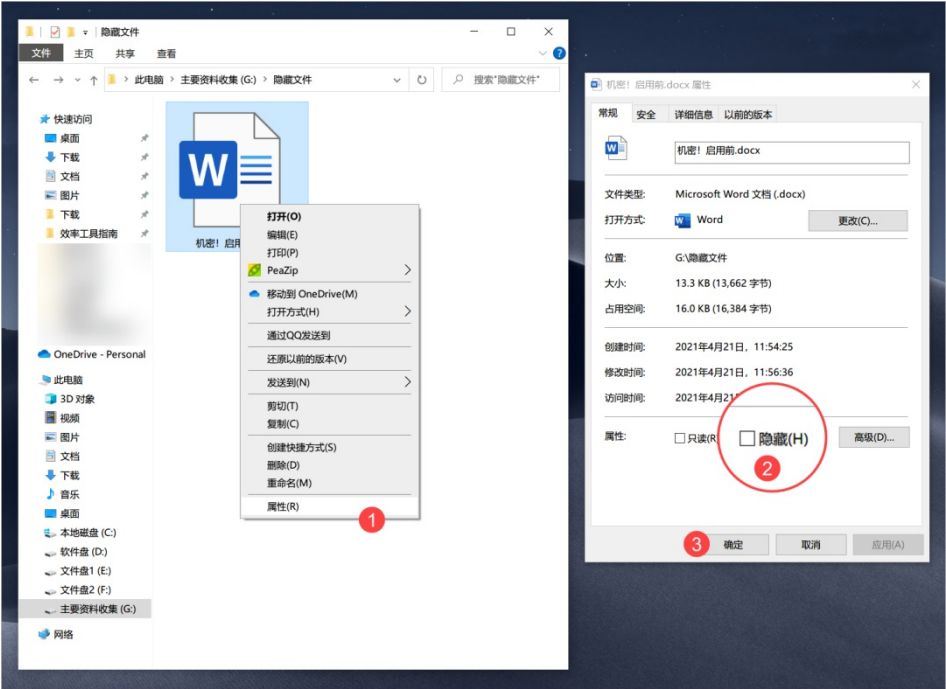 隐藏文件
文件 主页 共享 查看
此电脑 > 主要资料收集 (G:) > 隐藏文件
搜索"隐藏文件"
快速访问
桌面
下载
文档
图片
下载
效率工具指南
OneDrive - Personal
此电脑
3D 对象
视频
图片
文档
下载
音乐
桌面
本地磁盘 (C:)
软件盘 (D:)
文件盘1 (E:)
文件盘2 (F:)
主要资料收集 (G:)
网络
W
机密！启用
打开(O)
编辑(E)
打印(P)
PeaZip
移动到 OneDrive(M)
打开方式(H)
通过QQ发送到
还原以前的版本(V)
发送到(N)
剪切(T)
复制(C)
创建快捷方式(S)
删除(D)
重命名(M)
属性(R)
1
机密！启用前.docx 属性
常规 安全 详细信息 以前的版本
机密！启用前.docx
文件类型: Microsoft Word 文档 (.docx)
打开方式: Word 更改(C)...
位置: G:\隐藏文件
大小: 13.3 KB (13,662 字节)
占用空间: 16.0 KB (16,384 字节)
创建时间: 2021年4月21日，11:54:25
修改时间: 2021年4月21日，11:56:36
访问时间: 2021年4月21
属性: 只读(R 隐藏(H) 高级(D)...
2
3 确定 取消 应用(A)